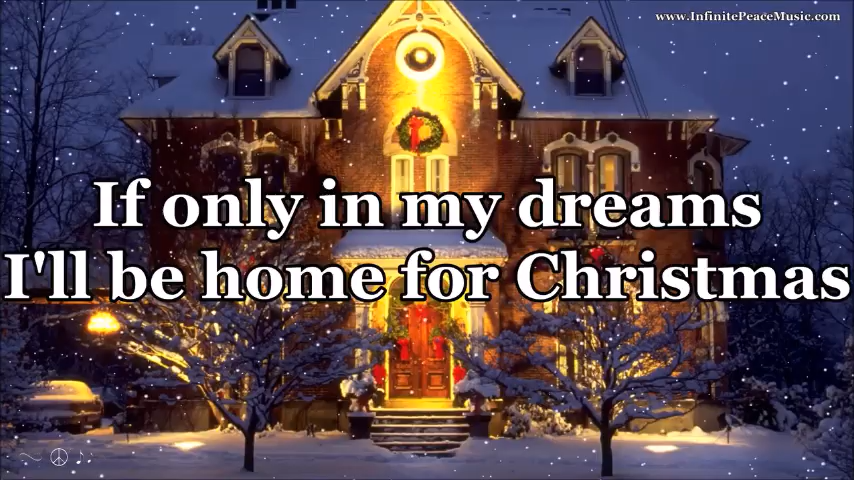 www.InfinitePeaceMusic.com
If only in my dreams
I'll be home for Christmas